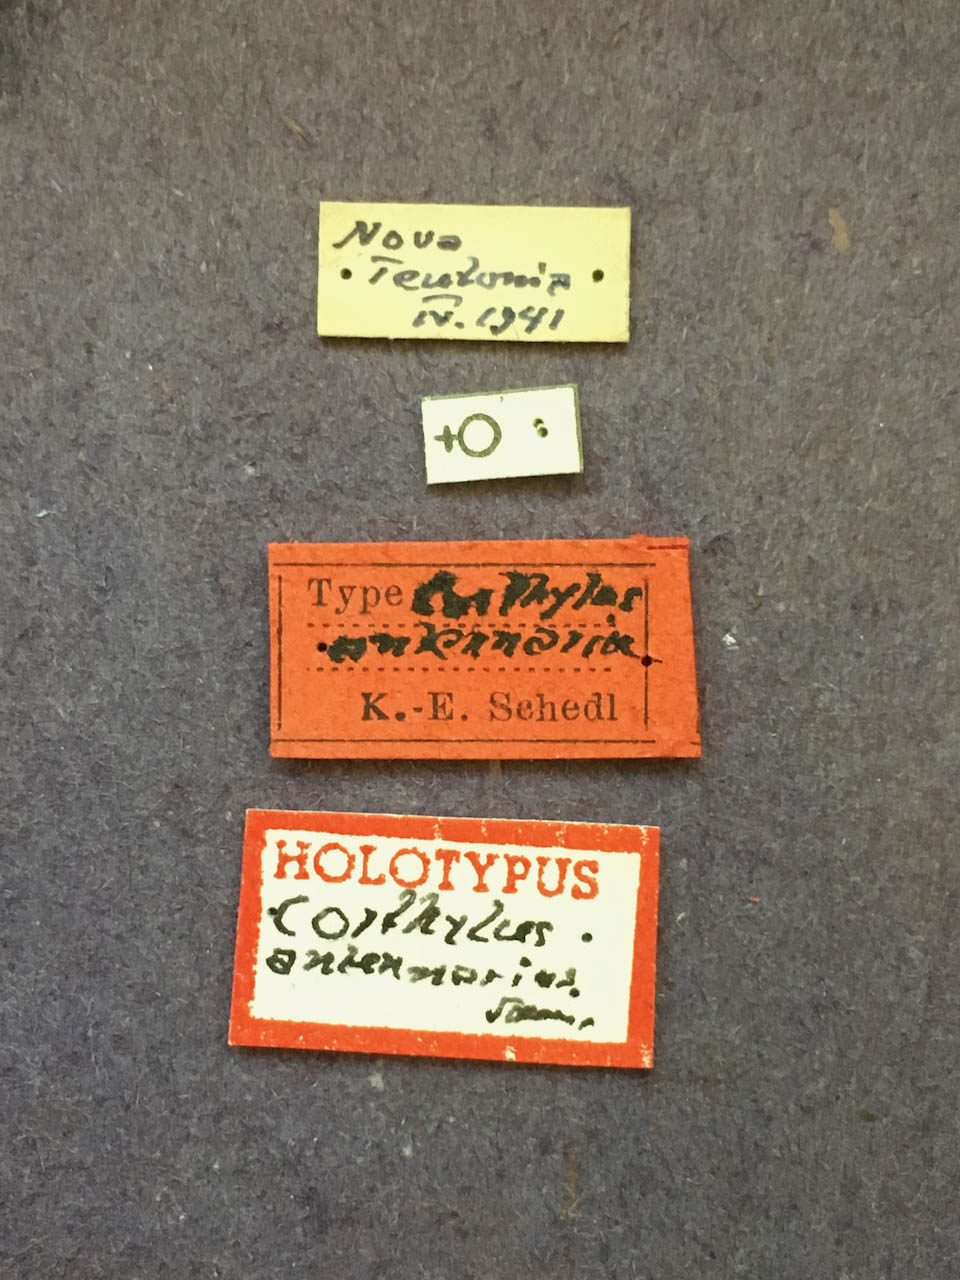 Nova
Teutonia
IV. 1941
♀
Type Corthylus
antennarius
K.-E. Schedl
HOLOTYPUS
Corthylus
antennarius